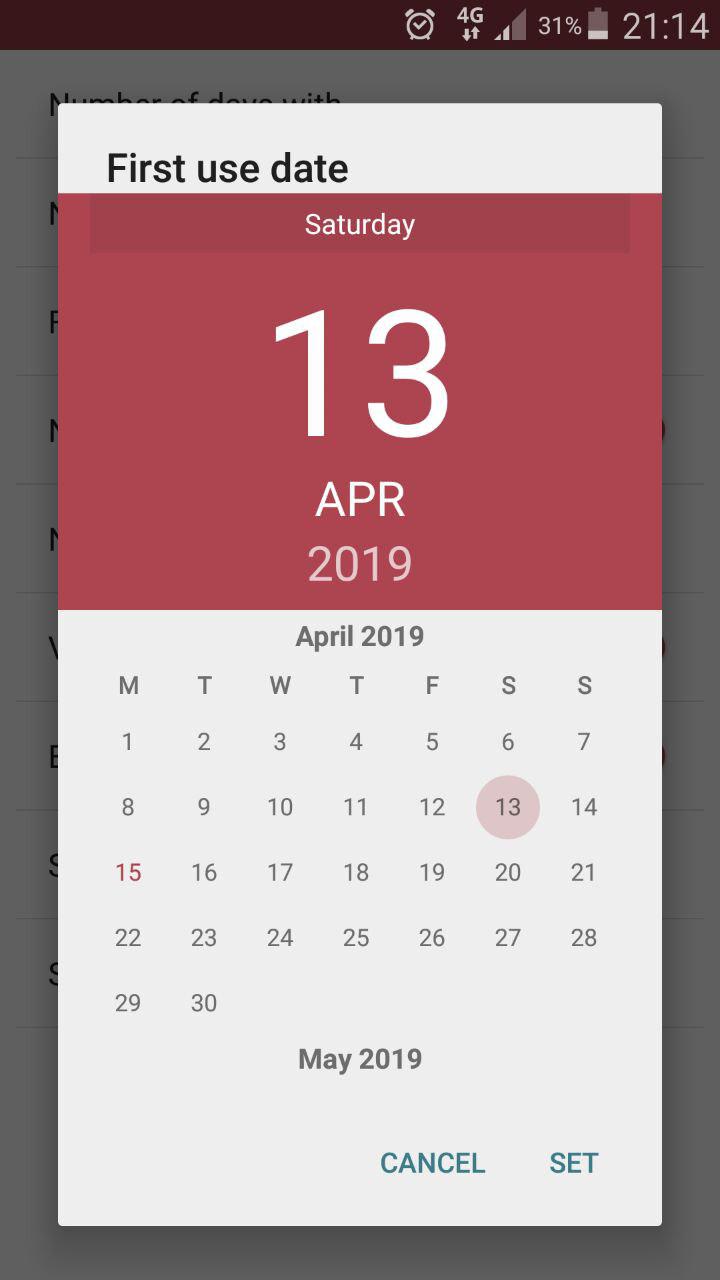 4G 31% 21:14
Number of days with
First use date
Saturday
13
APR
2019
April 2019
M T W T F S S
1 2 3 4 5 6 7
8 9 10 11 12 13 14
15 16 17 18 19 20 21
22 23 24 25 26 27 28
29 30
May 2019
CANCEL SET